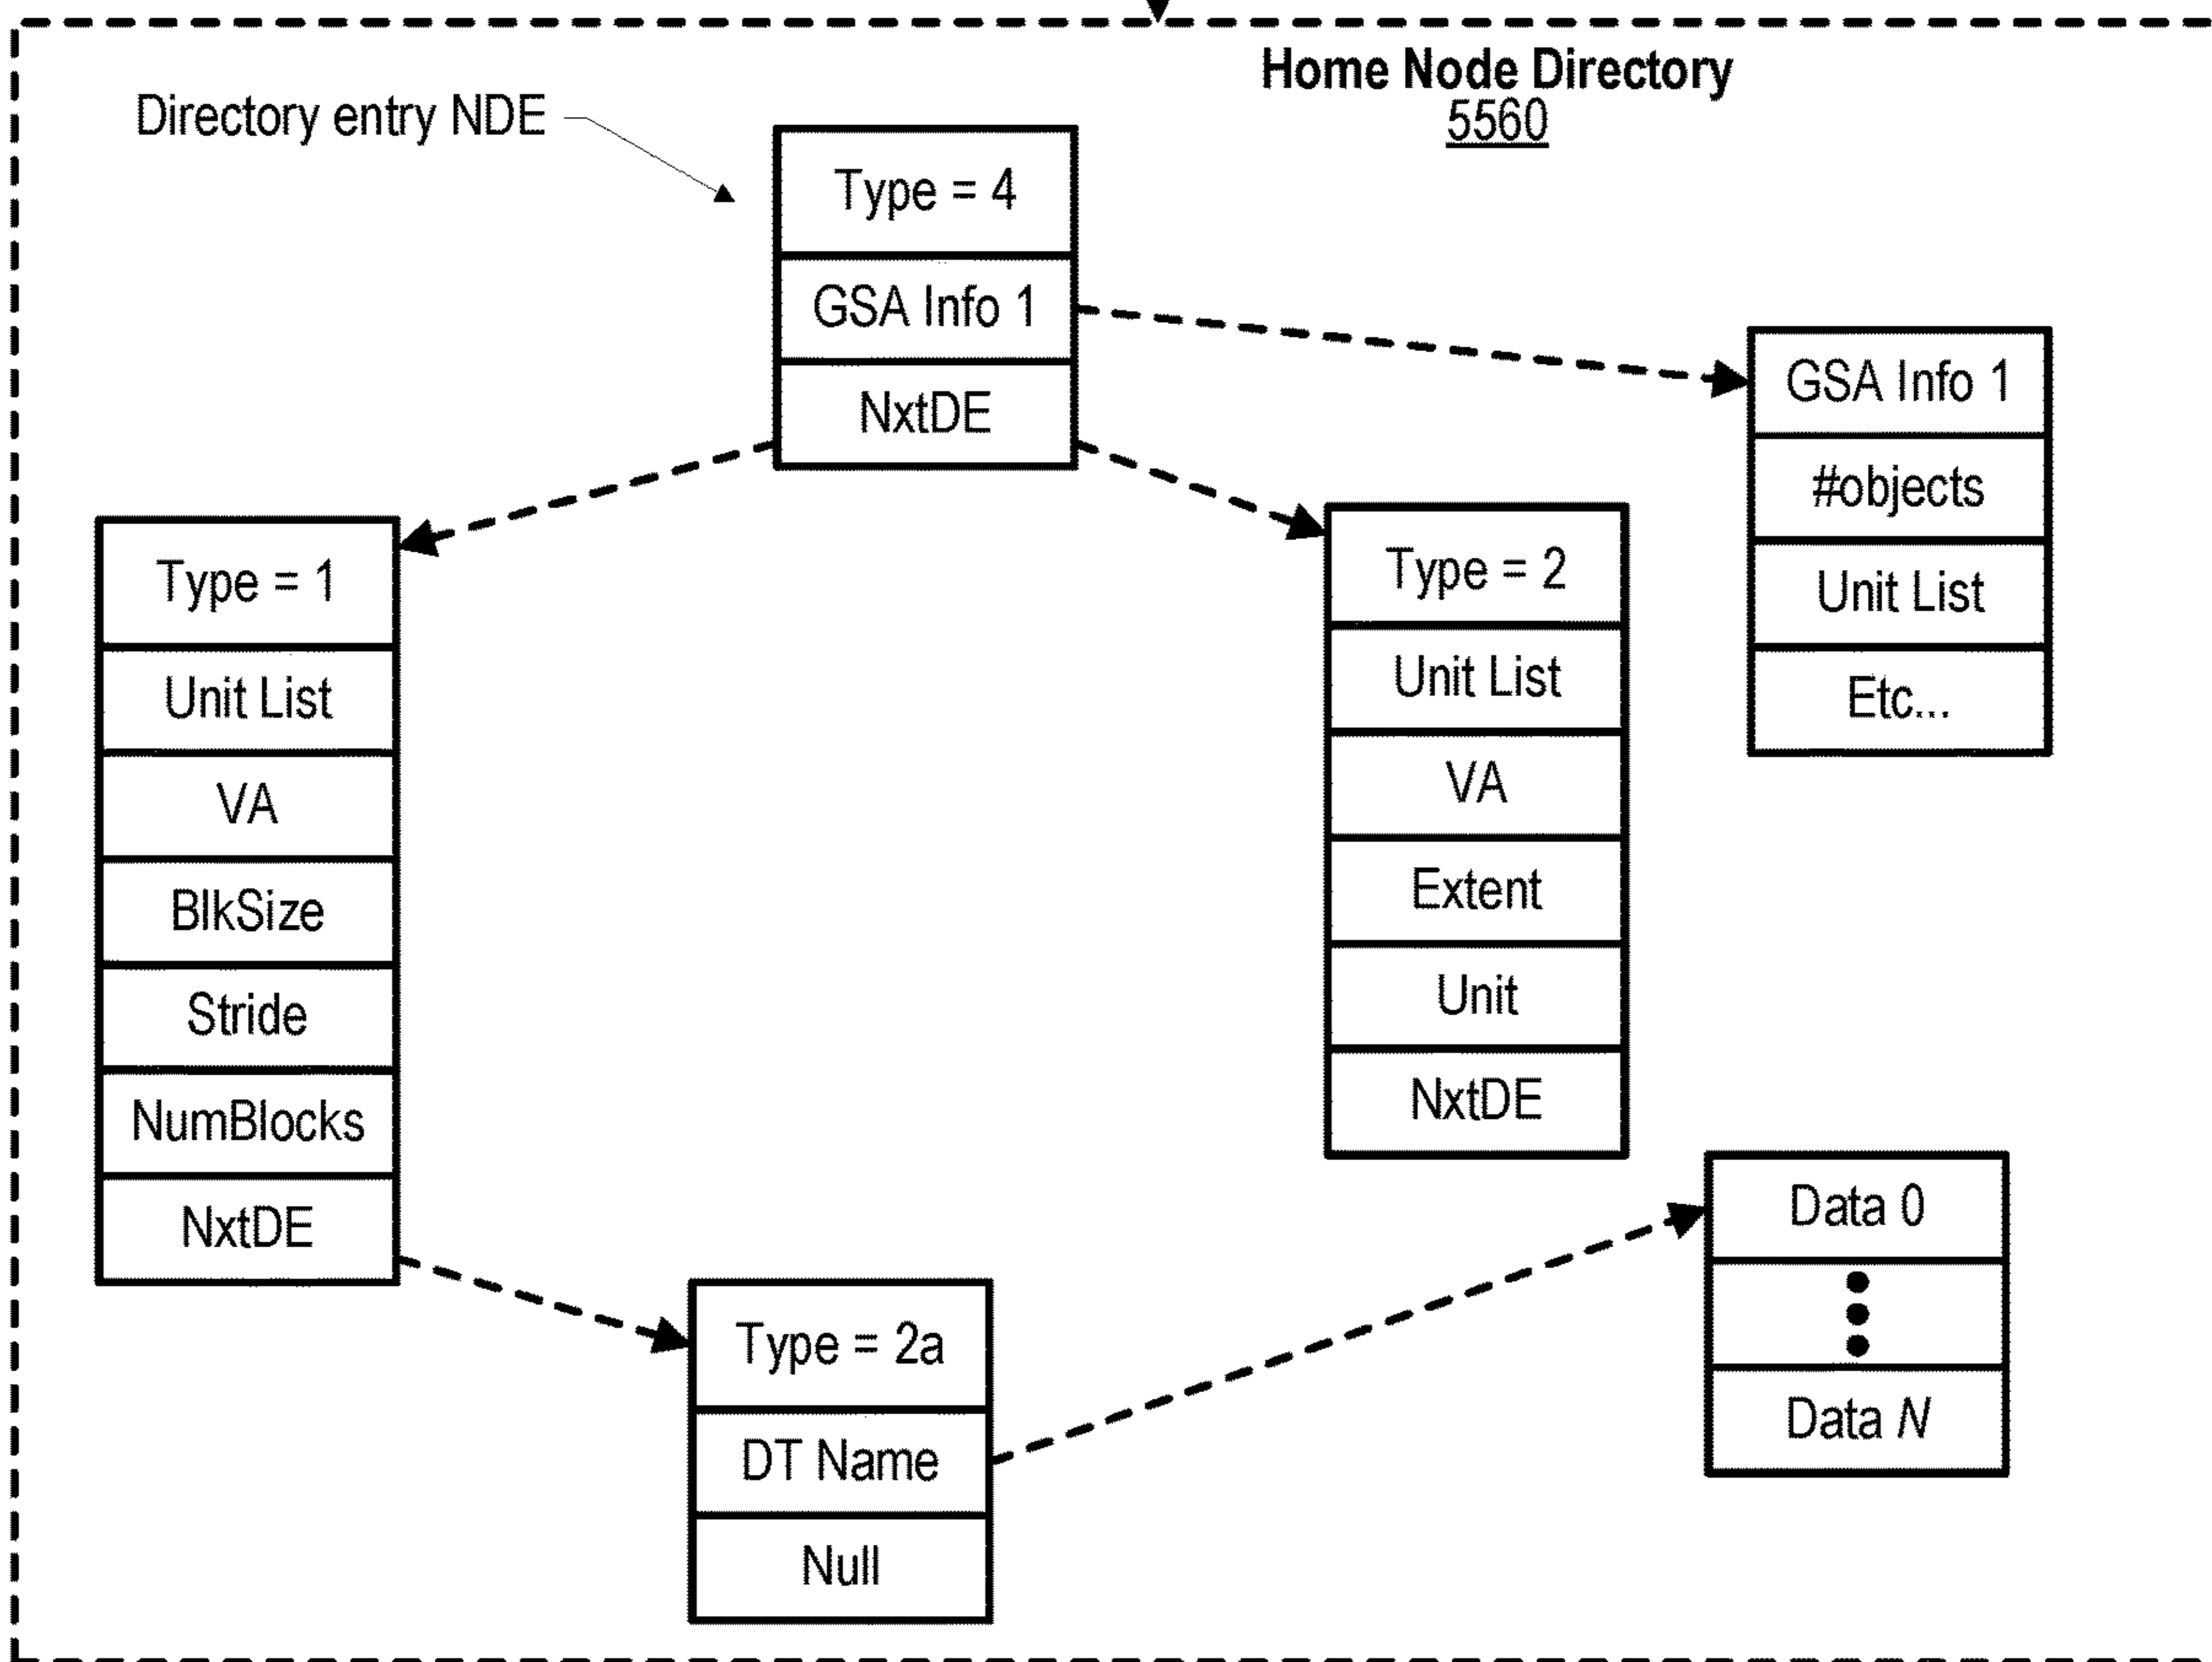 Home Node Directory
5560
Directory entry NDE
Type = 4
GSA Info 1
NxtDE
GSA Info 1
#objects
Unit List
Etc...
Type = 1
Unit List
VA
BlkSize
Stride
NumBlocks
NxtDE
Type = 2
Unit List
VA
Extent
Unit
NxtDE
Type = 2a
DT Name
Null
Data 0
Data N